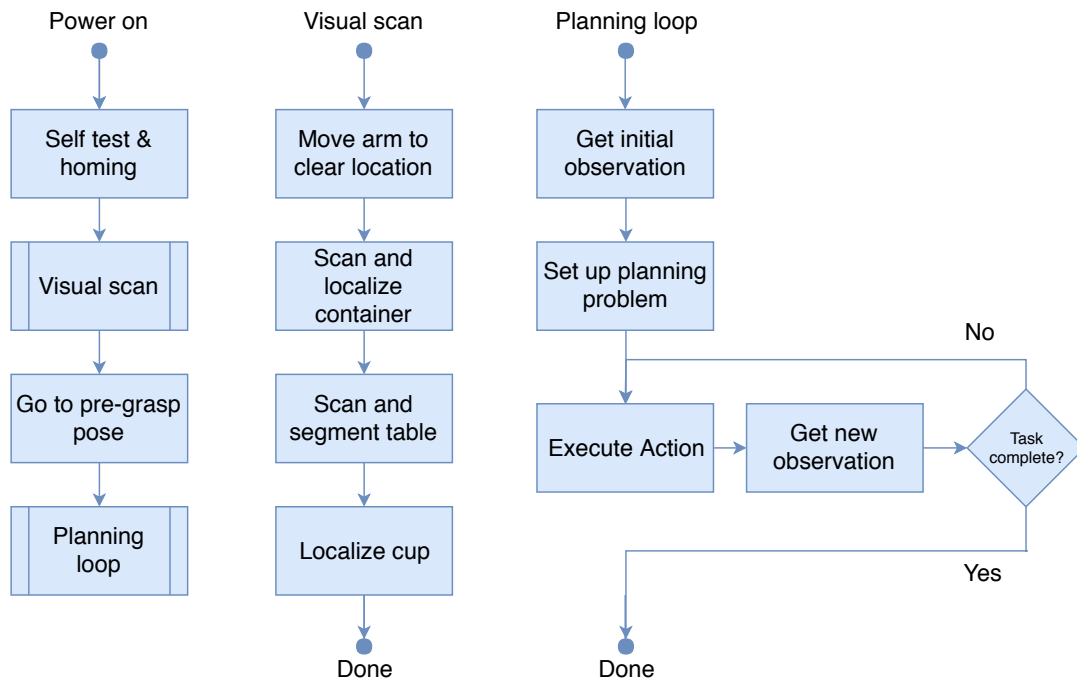 Power on
Self test &
homing
Visual scan
Go to pre-grasp
pose
Planning
loop
Visual scan
Move arm to
clear location
Scan and
localize
container
Scan and
segment table
Localize cup
Done
Planning loop
Get initial
observation
Set up planning
problem
No
Execute Action
Get new
observation
Task
complete?
Yes
Done